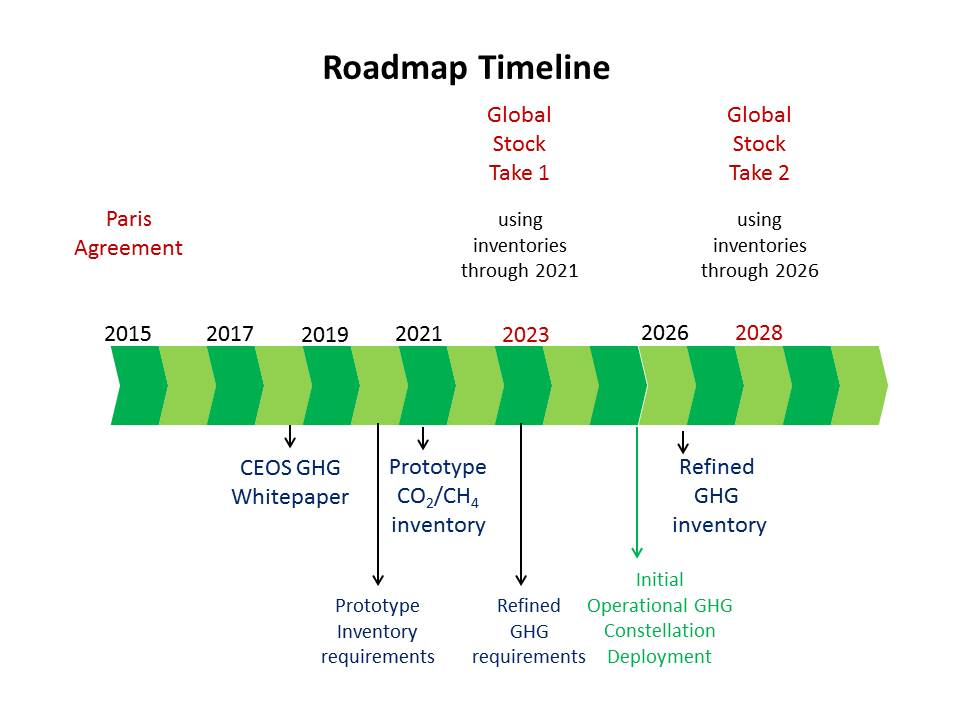 Roadmap Timeline
Global
Stock
Take 1
Global
Stock
Take 2
Paris
Agreement
using
inventories
through 2021
using
inventories
through 2026
2015
2017
2019
2021
2023
2026
2028
CEOS GHG
Whitepaper
Prototype
CO₂/CH₄
inventory
Refined
GHG
inventory
Prototype
Inventory
requirements
Refined
GHG
requirements
Initial
Operational GHG
Constellation
Deployment